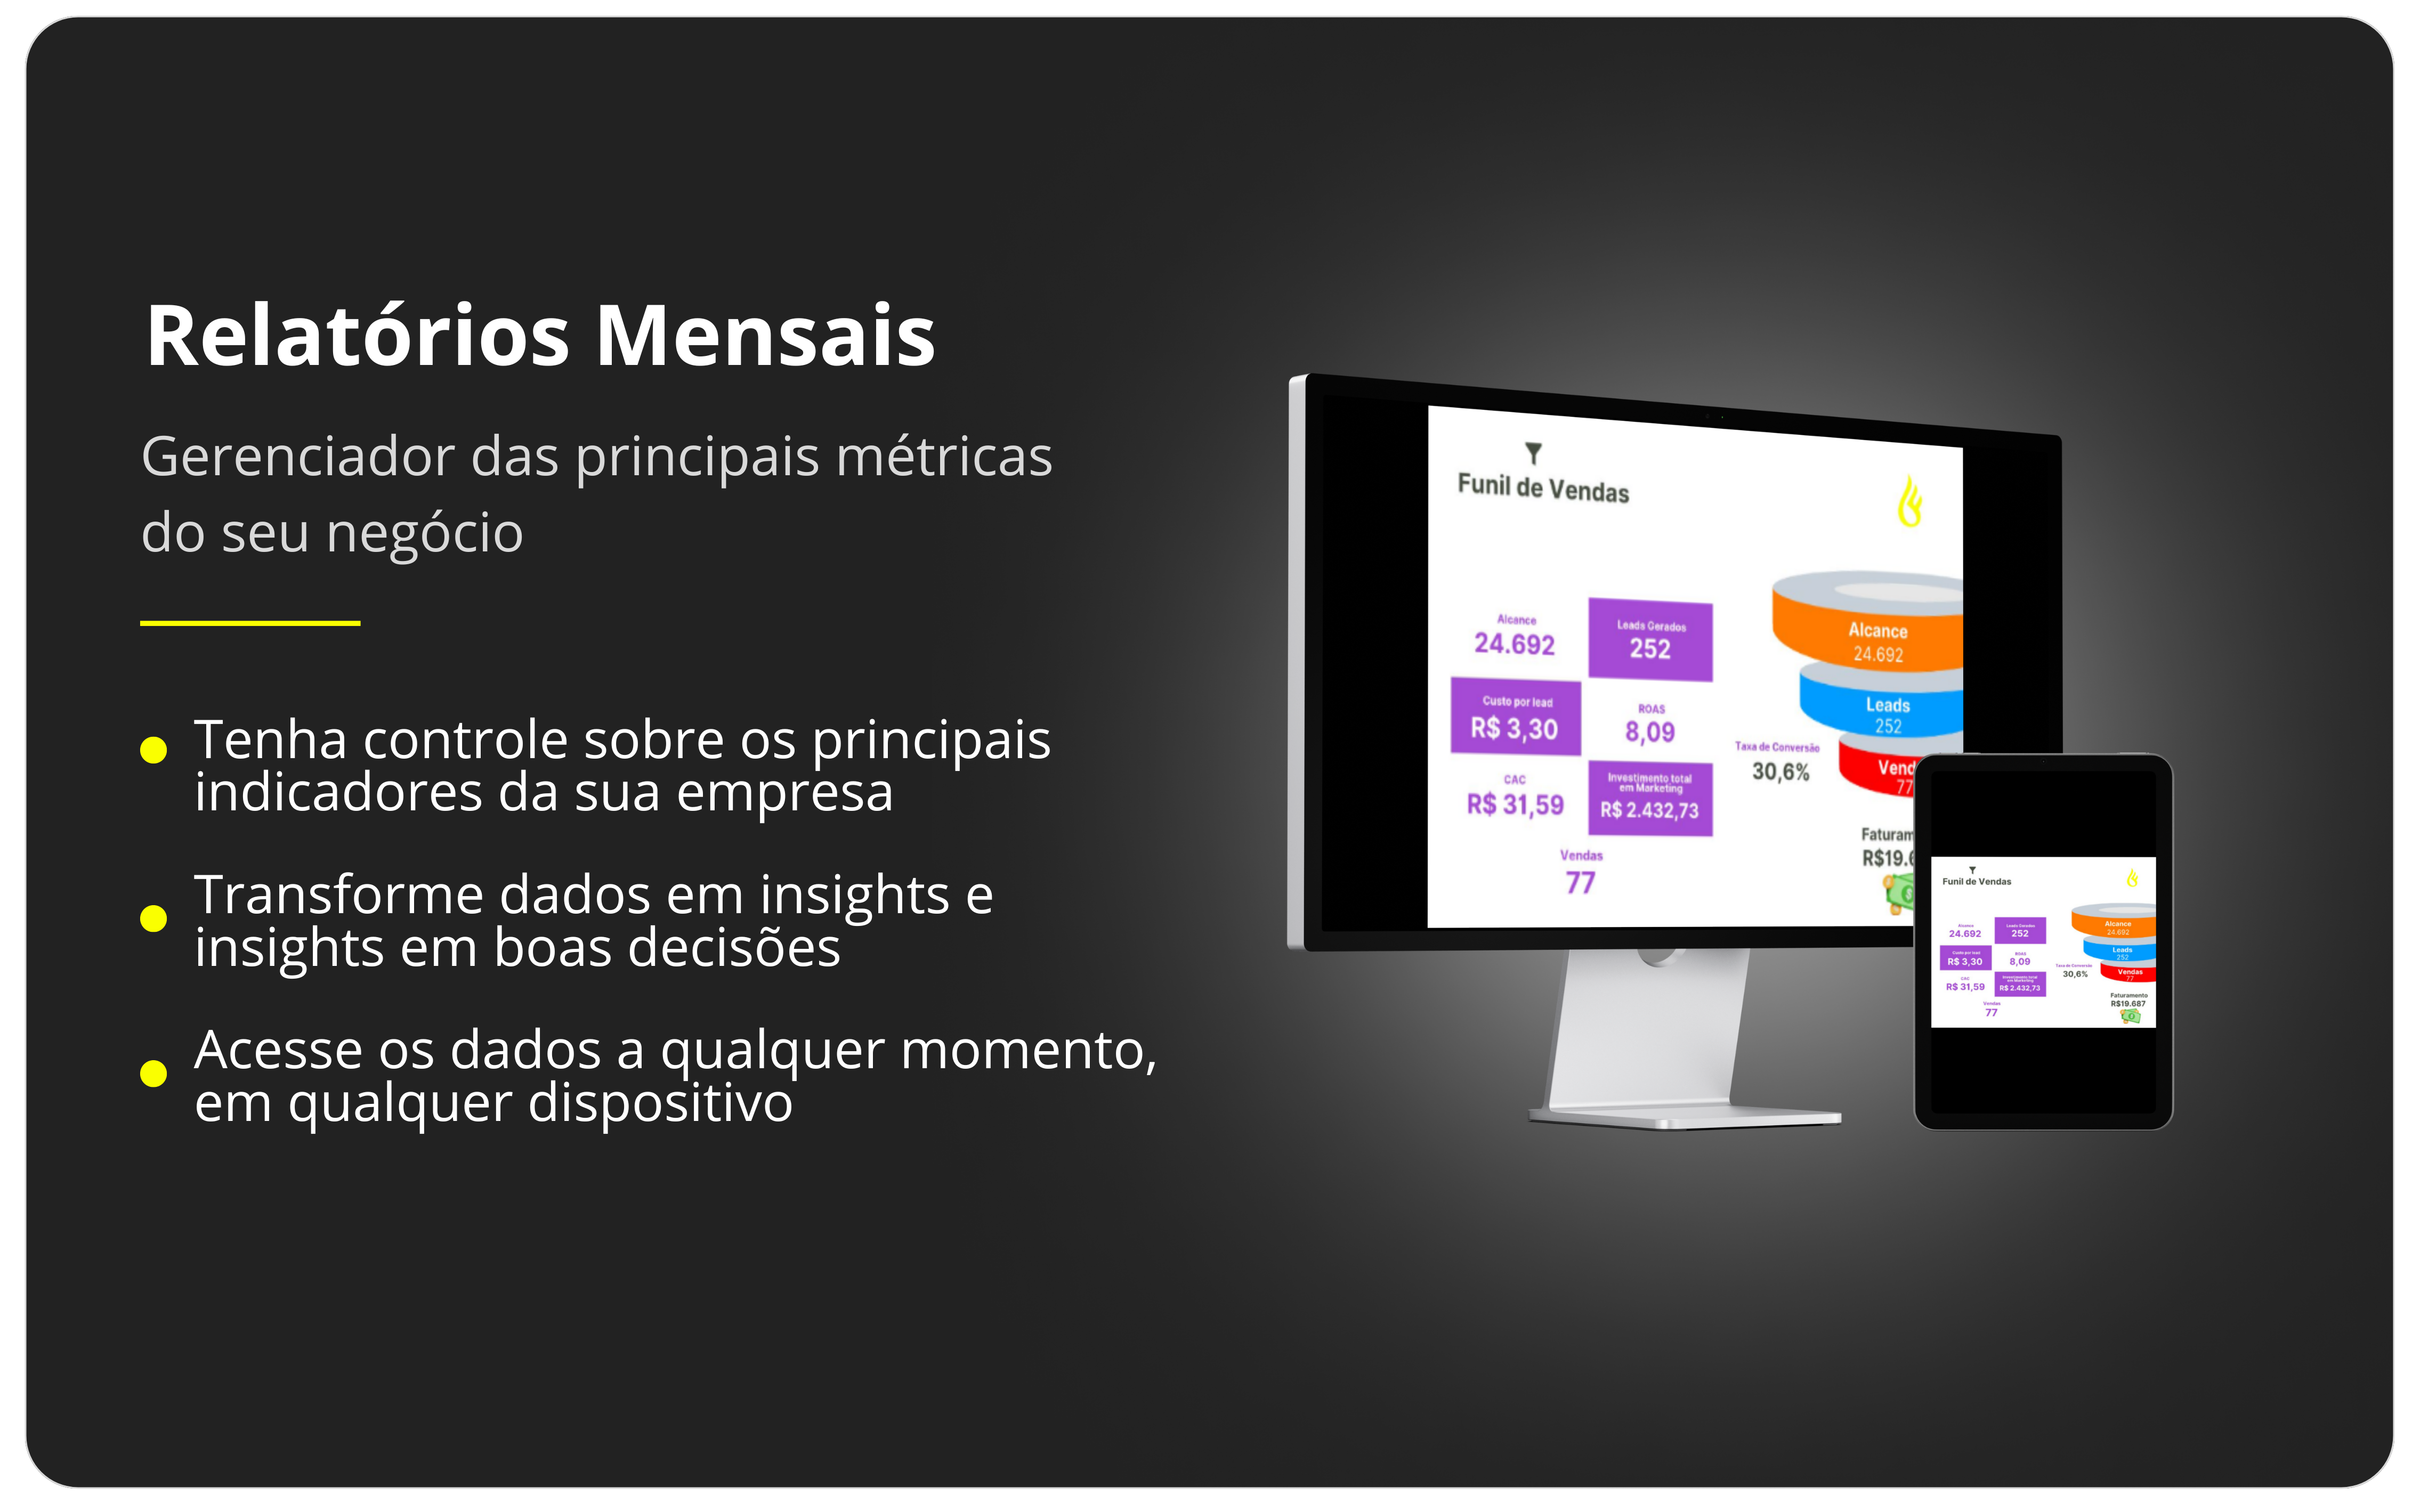 Relatórios Mensais
Gerenciador das principais métricas
do seu negócio
Tenha controle sobre os principais
indicadores da sua empresa
Transforme dados em insights e
insights em boas decisões
Acesse os dados a qualquer momento,
em qualquer dispositivo
Funil de Vendas
Alcance
24.692
Leads Gerados
252
Custo por lead
R$ 3,30
ROAS
8,09
CAC
R$ 31,59
Investimento total
em Marketing
R$ 2.432,73
Vendas
77
Taxa de Conversão
30,6%
Alcance
24.692
Leads
252
Vend
77
Faturam
R$19.6
Funil de Vendas
Alcance
24.692
Leads Gerados
252
Custo por lead
R$ 3,30
ROAS
8,09
CAC
R$ 31,59
Investimento total
em Marketing
R$ 2.432,73
Vendas
77
Taxa de Conversão
30,6%
Alcance
24.692
Leads
252
Vendas
77
Faturamento
R$19.687